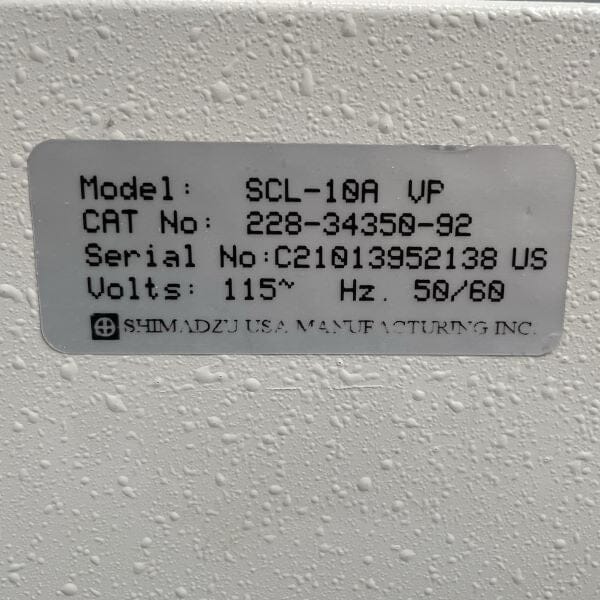 Model: SCL-10A VP
CAT No: 228-34350-92
Serial No:C21013952138 US
Volts: 115~ Hz. 50/60
SHIMADZU USA MANUFACTURING INC.